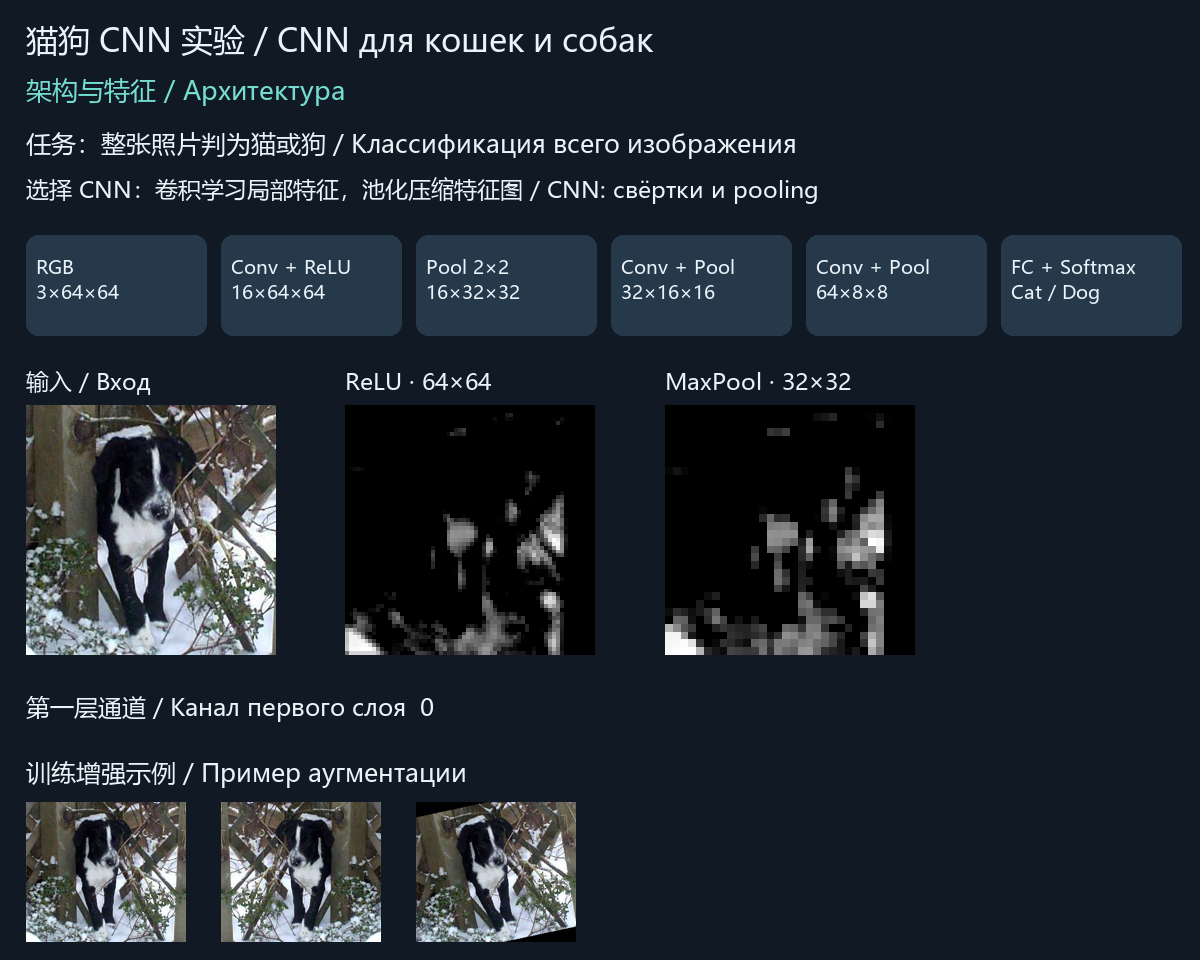 猫狗 CNN 实验 / CNN для кошек и собак
架构与特征 / Архитектура
任务：整张照片判为猫或狗 / Классификация всего изображения
选择 CNN：卷积学习局部特征，池化压缩特征图 / CNN: свёртки и pooling
RGB
3×64×64
Conv + ReLU
16×64×64
Pool 2×2
16×32×32
Conv + Pool
32×16×16
Conv + Pool
64×8×8
FC + Softmax
Cat / Dog
输入 / Вход
ReLU · 64×64
MaxPool · 32×32
第一层通道 / Канал первого слоя 0
训练增强示例 / Пример аугментации